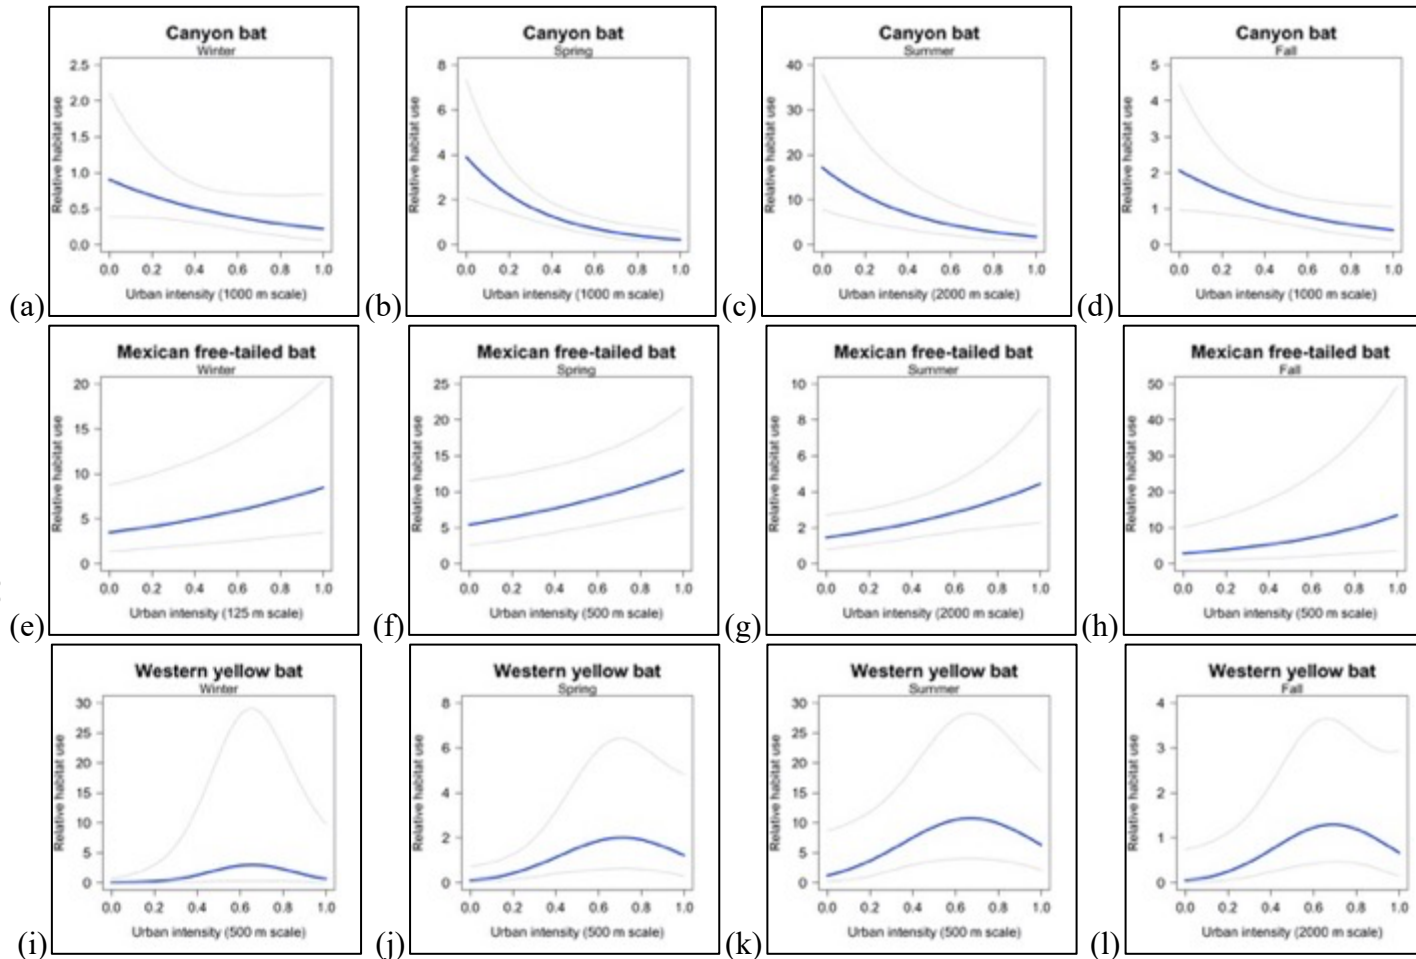 Canyon bat
Winter
2.5
2.0
1.5
1.0
0.5
0.0
Relative habitat use
0.0 0.2 0.4 0.6 0.8 1.0
Urban intensity (1000 m scale)
(a)
Canyon bat
Spring
8
6
4
2
0
Relative habitat use
0.0 0.2 0.4 0.6 0.8 1.0
Urban intensity (1000 m scale)
(b)
Canyon bat
Summer
40
30
20
10
0
Relative habitat use
0.0 0.2 0.4 0.6 0.8 1.0
Urban intensity (2000 m scale)
(c)
Canyon bat
Fall
5
4
3
2
1
0
Relative habitat use
0.0 0.2 0.4 0.6 0.8 1.0
Urban intensity (1000 m scale)
(d)
Mexican free-tailed bat
Winter
20
15
10
5
0
Relative habitat use
0.0 0.2 0.4 0.6 0.8 1.0
Urban intensity (125 m scale)
(e)
Mexican free-tailed bat
Spring
25
20
15
10
5
0
Relative habitat use
0.0 0.2 0.4 0.6 0.8 1.0
Urban intensity (500 m scale)
(f)
Mexican free-tailed bat
Summer
10
8
6
4
2
0
Relative habitat use
0.0 0.2 0.4 0.6 0.8 1.0
Urban intensity (2000 m scale)
(g)
Mexican free-tailed bat
Fall
50
40
30
20
10
0
Relative habitat use
0.0 0.2 0.4 0.6 0.8 1.0
Urban intensity (500 m scale)
(h)
Western yellow bat
Winter
30
25
20
15
10
5
0
Relative habitat use
0.0 0.2 0.4 0.6 0.8 1.0
Urban intensity (500 m scale)
(i)
Western yellow bat
Spring
8
6
4
2
0
Relative habitat use
0.0 0.2 0.4 0.6 0.8 1.0
Urban intensity (500 m scale)
(j)
Western yellow bat
Summer
30
25
20
15
10
5
0
Relative habitat use
0.0 0.2 0.4 0.6 0.8 1.0
Urban intensity (500 m scale)
(k)
Western yellow bat
Fall
4
3
2
1
0
Relative habitat use
0.0 0.2 0.4 0.6 0.8 1.0
Urban intensity (2000 m scale)
(l)